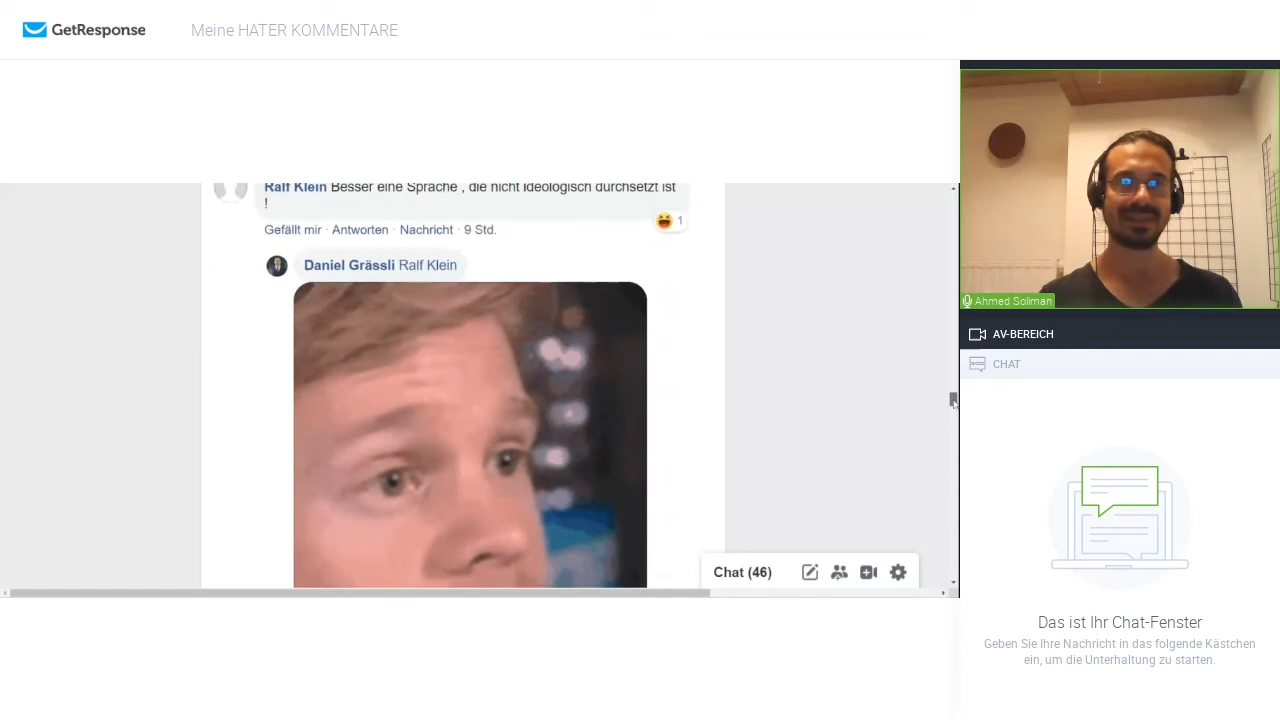 GetResponse
Meine HATER KOMMENTARE
Ralf Klein Besser eine Sprache , die nicht Ideologisch durchsetzt ist
!
1
Gefällt mir · Antworten · Nachricht · 9 Std.
Daniel Grässli Ralf Klein
Chat (46)
Ahmed Soliman
AV-BEREICH
CHAT
Das ist Ihr Chat-Fenster
Geben Sie Ihre Nachricht in das folgende Kästchen
ein, um die Unterhaltung zu starten.